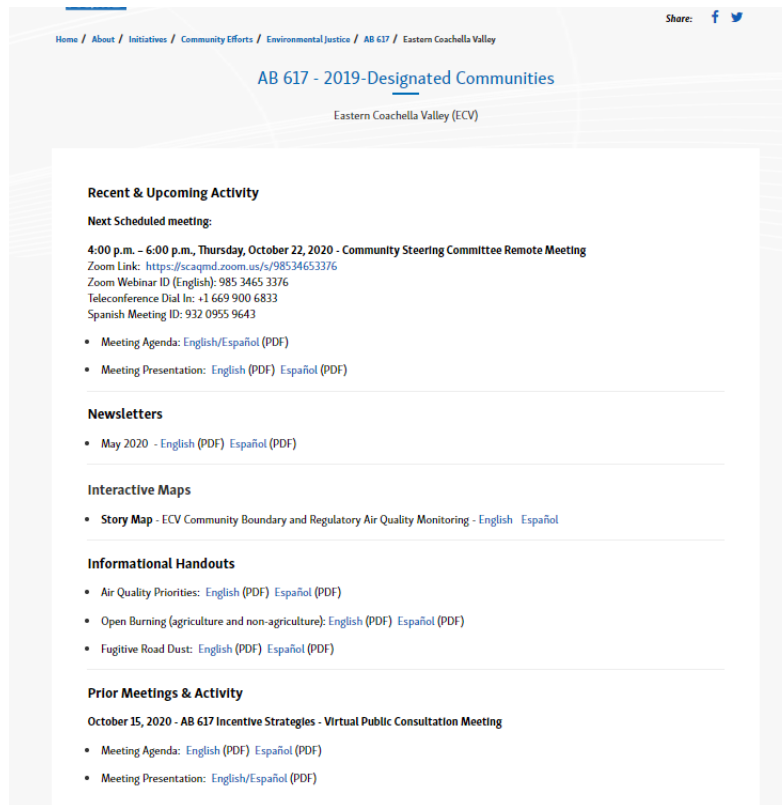 Share:
Home / About / Initiatives / Community Efforts / Environmental Justice / AB 617 / Eastern Coachella Valley
AB 617 - 2019-Designated Communities
Eastern Coachella Valley (ECV)
Recent & Upcoming Activity
Next Scheduled meeting:
4:00 p.m. – 6:00 p.m., Thursday, October 22, 2020 - Community Steering Committee Remote Meeting
Zoom Link: https://scaqmd.zoom.us/s/98534653376
Zoom Webinar ID (English): 985 3465 3376
Teleconference Dial In: +1 669 900 6833
Spanish Meeting ID: 932 0955 9643
• Meeting Agenda: English/Español (PDF)
• Meeting Presentation: English (PDF) Español (PDF)
Newsletters
• May 2020 - English (PDF) Español (PDF)
Interactive Maps
• Story Map - ECV Community Boundary and Regulatory Air Quality Monitoring - English Español
Informational Handouts
• Air Quality Priorities: English (PDF) Español (PDF)
• Open Burning (agriculture and non-agriculture): English (PDF) Español (PDF)
• Fugitive Road Dust: English (PDF) Español (PDF)
Prior Meetings & Activity
October 15, 2020 - AB 617 Incentive Strategies - Virtual Public Consultation Meeting
• Meeting Agenda: English (PDF) Español (PDF)
• Meeting Presentation: English/Español (PDF)